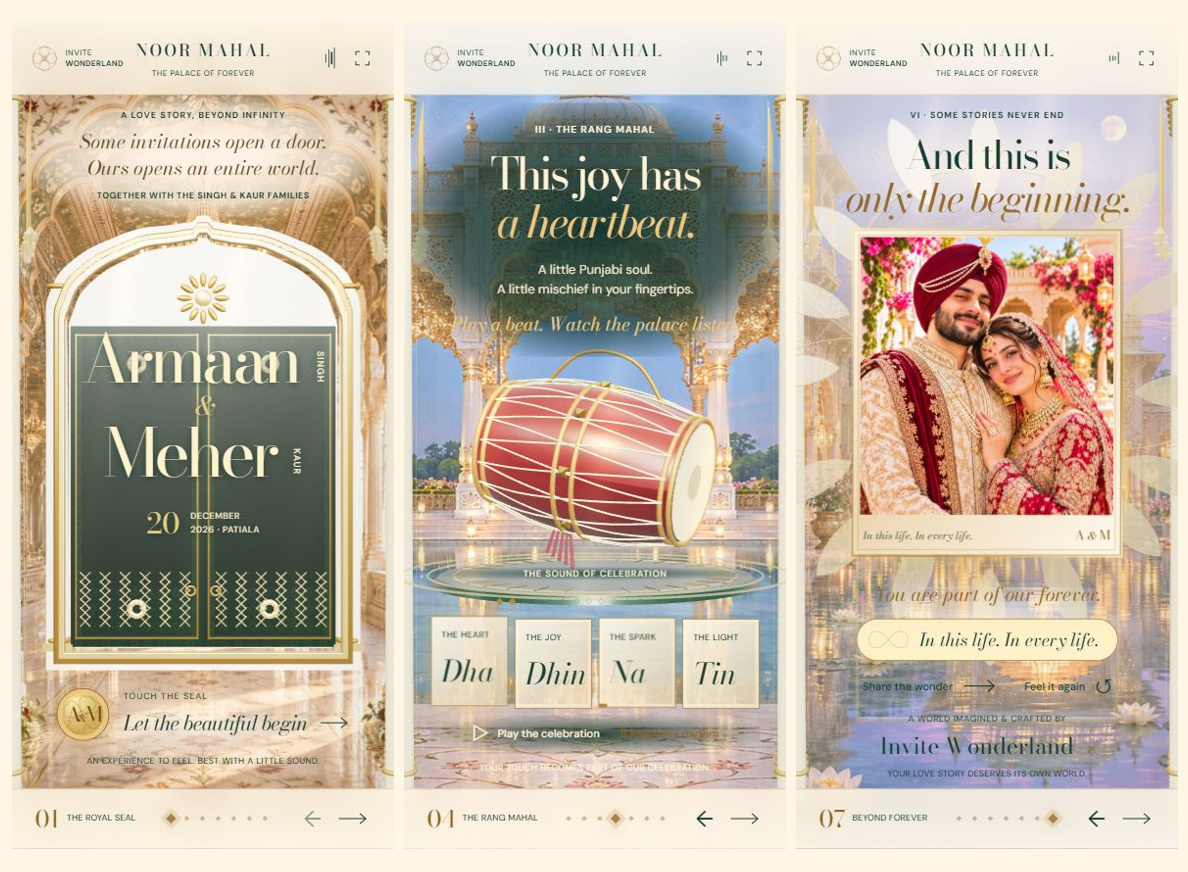 INVITE
WONDERLAND
NOOR MAHAL
THE PALACE OF FOREVER
A LOVE STORY, BEYOND INFINITY
Some invitations open a door.
Ours opens an entire world.
TOGETHER WITH THE SINGH & KAUR FAMILIES
Armaan
SINGH
&
Meher
KAUR
20
DECEMBER
2026 · PATIALA
A&M
TOUCH THE SEAL
Let the beautiful begin
AN EXPERIENCE TO FEEL. BEST WITH A LITTLE SOUND.
01 THE ROYAL SEAL
INVITE
WONDERLAND
NOOR MAHAL
THE PALACE OF FOREVER
III · THE RANG MAHAL
This joy has
a heartbeat.
A little Punjabi soul.
A little mischief in your fingertips.
Play a beat. Watch the palace listen.
THE SOUND OF CELEBRATION
THE HEART
Dha
THE JOY
Dhin
THE SPARK
Na
THE LIGHT
Tin
Play the celebration
YOUR TOUCH BECOMES PART OF OUR CELEBRATION.
04 THE RANG MAHAL
INVITE
WONDERLAND
NOOR MAHAL
THE PALACE OF FOREVER
VI · SOME STORIES NEVER END
And this is
only the beginning.
In this life. In every life.
A & M
You are part of our forever.
In this life. In every life.
Share the wonder
Feel it again
A WORLD IMAGINED & CRAFTED BY
Invite Wonderland
YOUR LOVE STORY DESERVES ITS OWN WORLD
07 BEYOND FOREVER